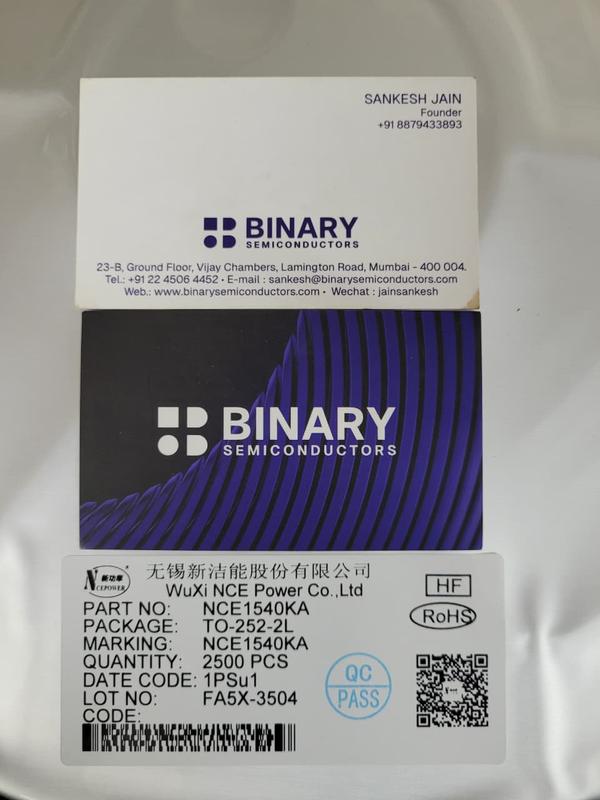 SANKESH JAIN
Founder
+91 8879433893
BINARY
SEMICONDUCTORS
23-B, Ground Floor, Vijay Chambers, Lamington Road, Mumbai - 400 004.
Tel.: +91 22 4506 4452 • E-mail : sankesh@binarysemiconductors.com
Web.: www.binarysemiconductors.com • Wechat : jainsankesh
BINARY
SEMICONDUCTORS
新功率
NCEPOWER
无锡新洁能股份有限公司
WuXi NCE Power Co.,Ltd
HF
RoHS
PART NO: NCE1540KA
PACKAGE: TO-252-2L
MARKING: NCE1540KA
QUANTITY: 2500 PCS
DATE CODE: 1PSu1
LOT NO: FA5X-3504
CODE:
QC
PASS